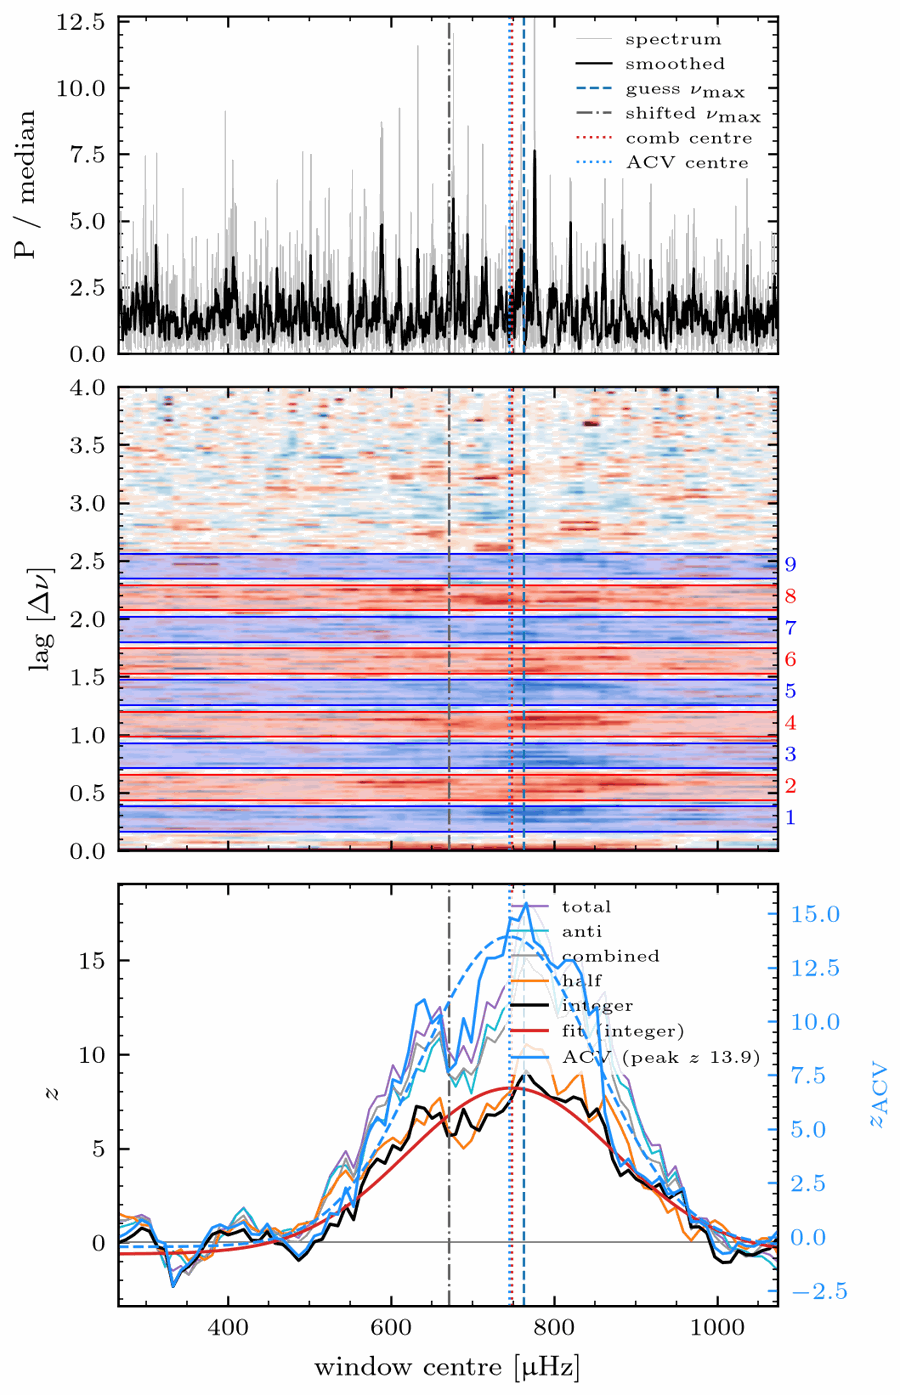 12.5
10.0
7.5
5.0
2.5
0.0
P / median
spectrum
smoothed
guess ν_max
shifted ν_max
comb centre
ACV centre
4.0
3.5
3.0
2.5
2.0
1.5
1.0
0.5
0.0
lag [Δν]
9
8
7
6
5
4
3
2
1
15
10
5
0
z
total
anti
combined
half
integer
fit (integer)
ACV (peak z 13.9)
15.0
12.5
10.0
7.5
5.0
2.5
0.0
−2.5
z_ACV
400
600
800
1000
window centre [μHz]